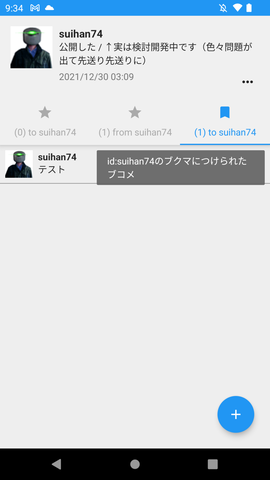 9:34
suihan74
公開した / ↑実は検討開発中です（色々問題が
出て先送り先送りに）
2021/12/30 03:09
(0) to suihan74
(1) from suihan74
(1) to suihan74
suihan74
テスト
id:suihan74のブクマにつけられた
ブコメ